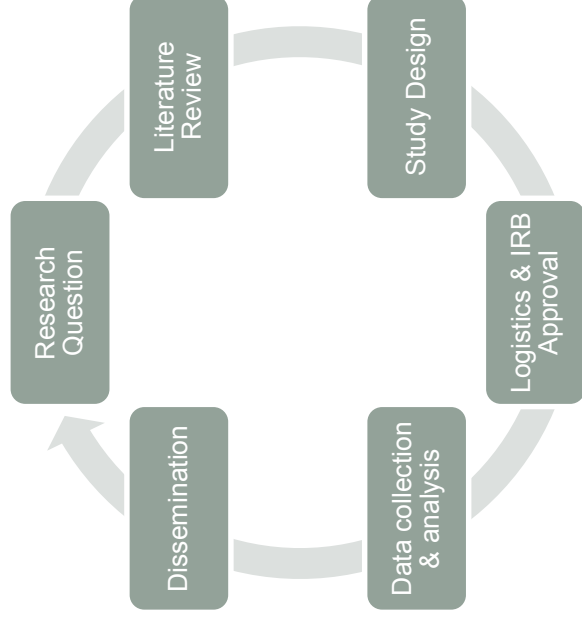 Research
Question
Literature
Review
Study Design
Logistics & IRB
Approval
Data collection
& analysis
Dissemination